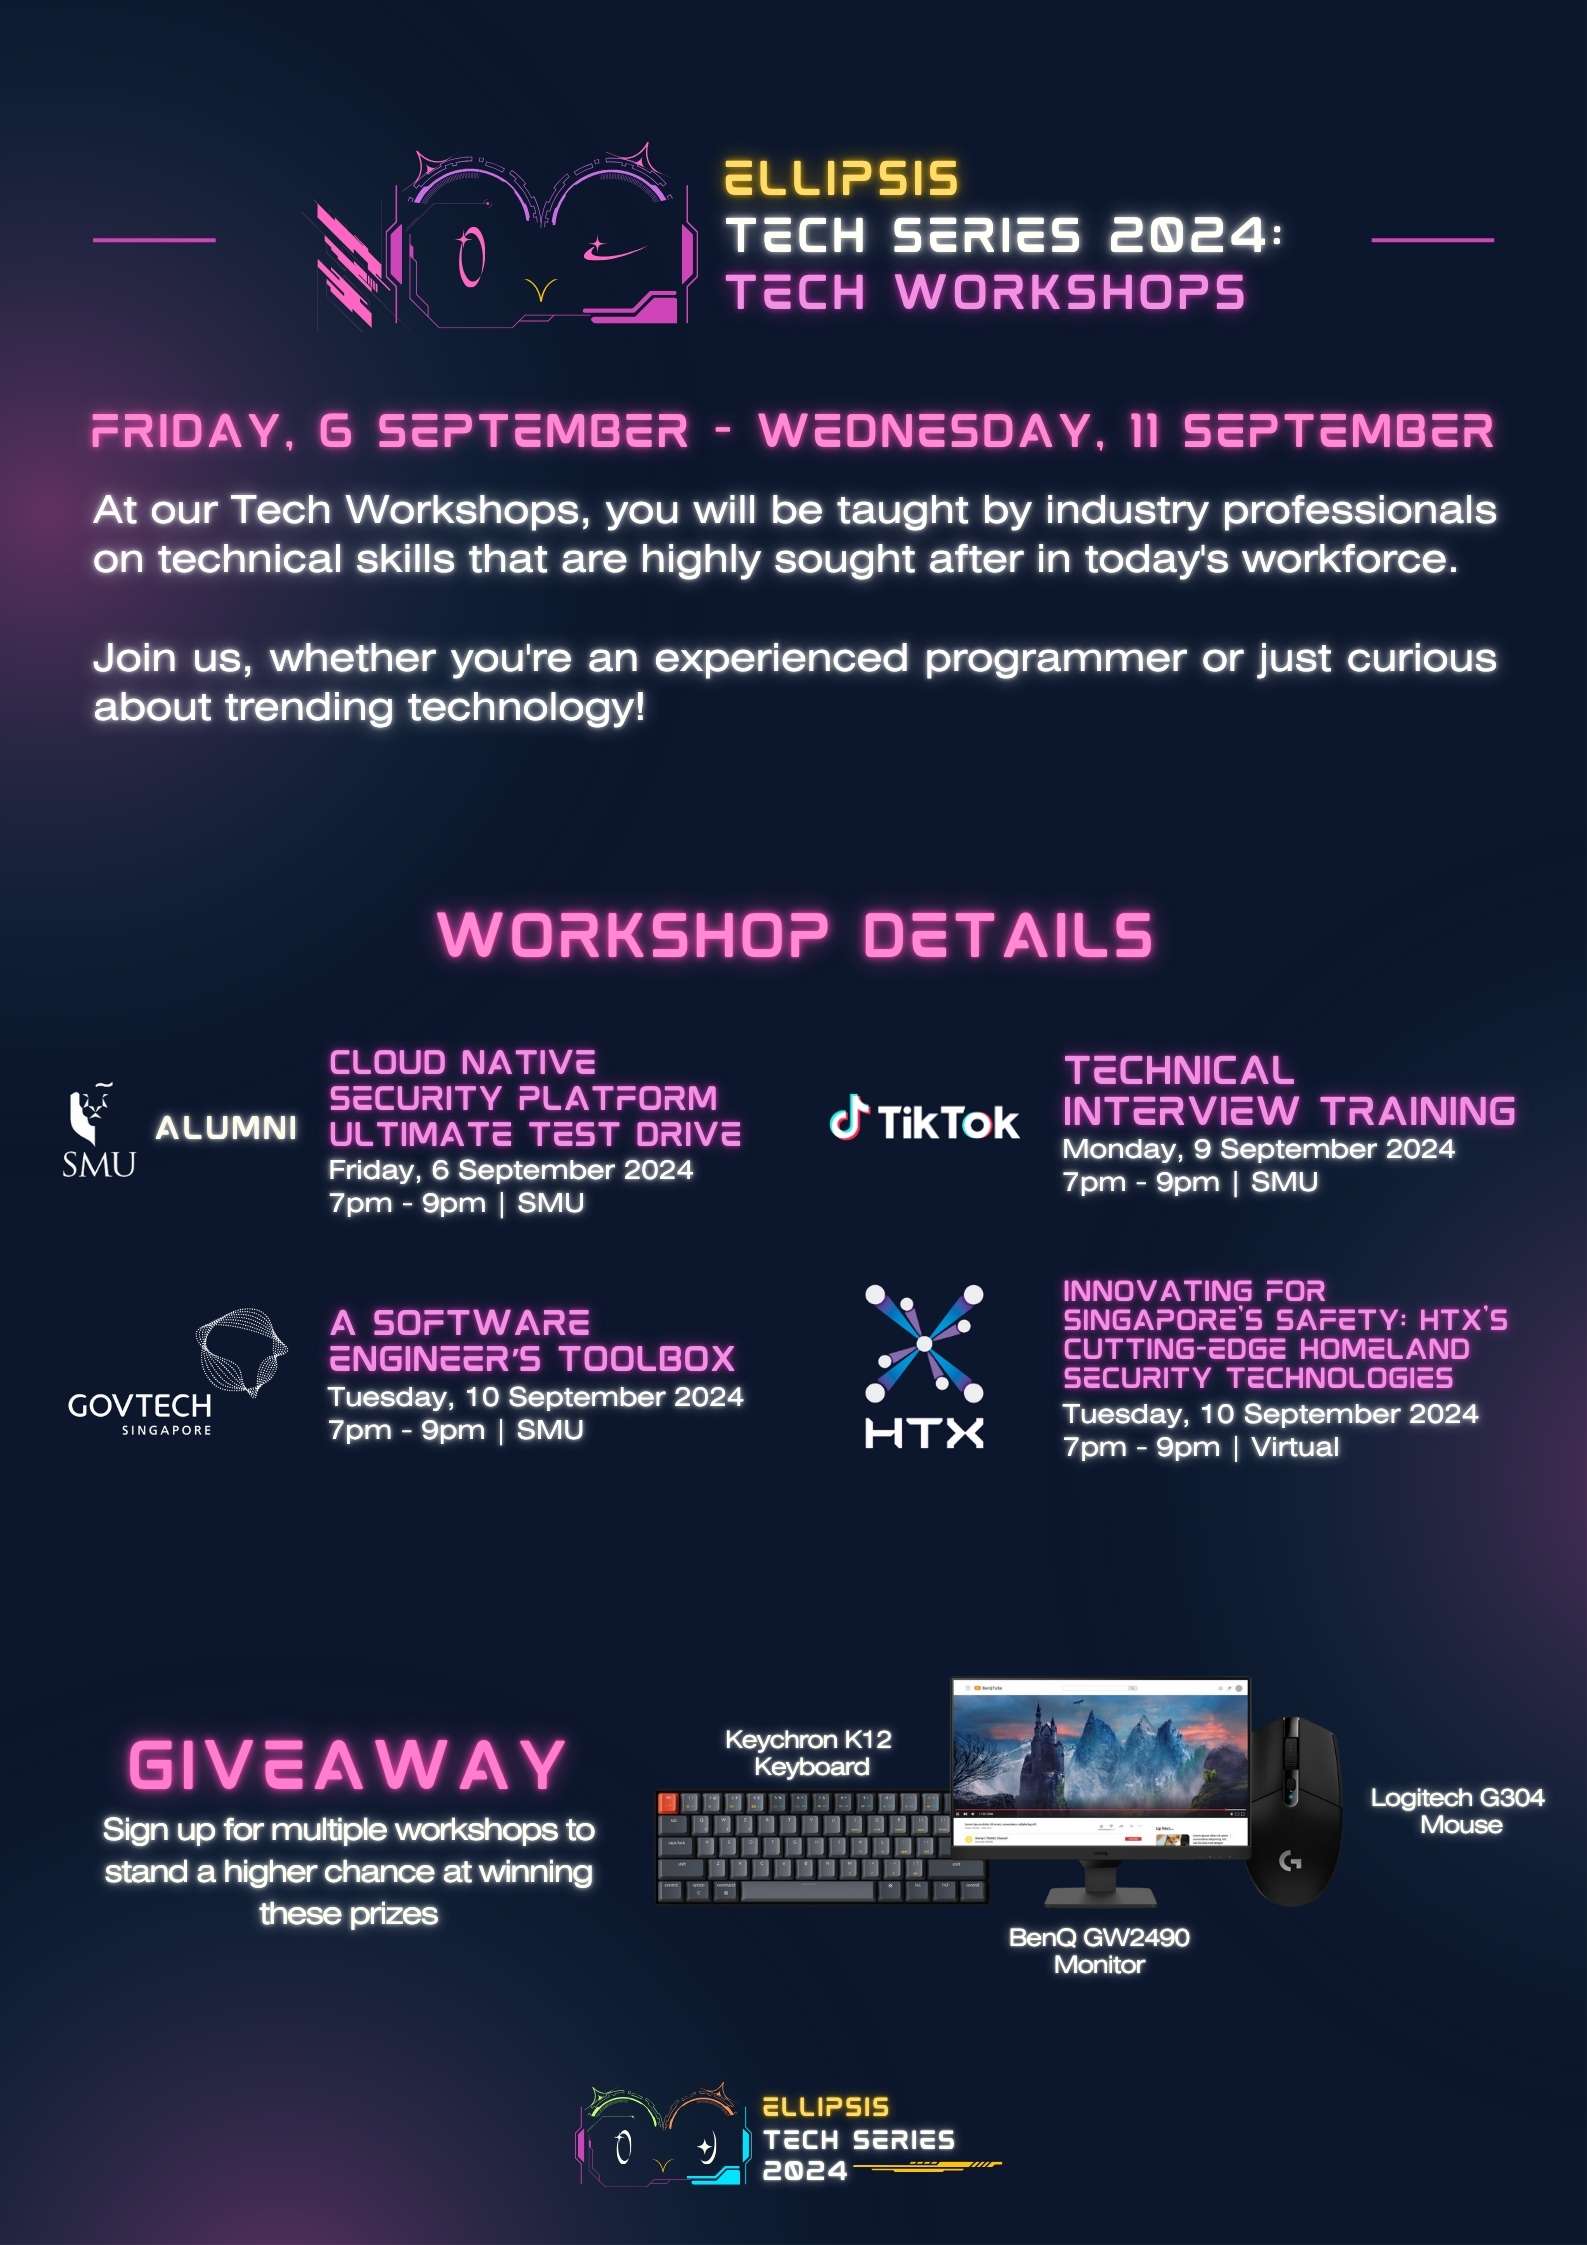 ELLIPSIS
TECH SERIES 2024:
TECH WORKSHOPS
FRIDAY, 6 SEPTEMBER - WEDNESDAY, 11 SEPTEMBER
At our Tech Workshops, you will be taught by industry professionals
on technical skills that are highly sought after in today's workforce.
Join us, whether you're an experienced programmer or just curious
about trending technology!
WORKSHOP DETAILS
SMU
ALUMNI
CLOUD NATIVE
SECURITY PLATFORM
ULTIMATE TEST DRIVE
Friday, 6 September 2024
7pm - 9pm | SMU
TikTok
TECHNICAL
INTERVIEW TRAINING
Monday, 9 September 2024
7pm - 9pm | SMU
GOVTECH
SINGAPORE
A SOFTWARE
ENGINEER'S TOOLBOX
Tuesday, 10 September 2024
7pm - 9pm | SMU
HTX
INNOVATING FOR
SINGAPORE'S SAFETY: HTX'S
CUTTING-EDGE HOMELAND
SECURITY TECHNOLOGIES
Tuesday, 10 September 2024
7pm - 9pm | Virtual
GIVEAWAY
Sign up for multiple workshops to
stand a higher chance at winning
these prizes
Keychron K12
Keyboard
BenQ GW2490
Monitor
Logitech G304
Mouse
ELLIPSIS
TECH SERIES
2024